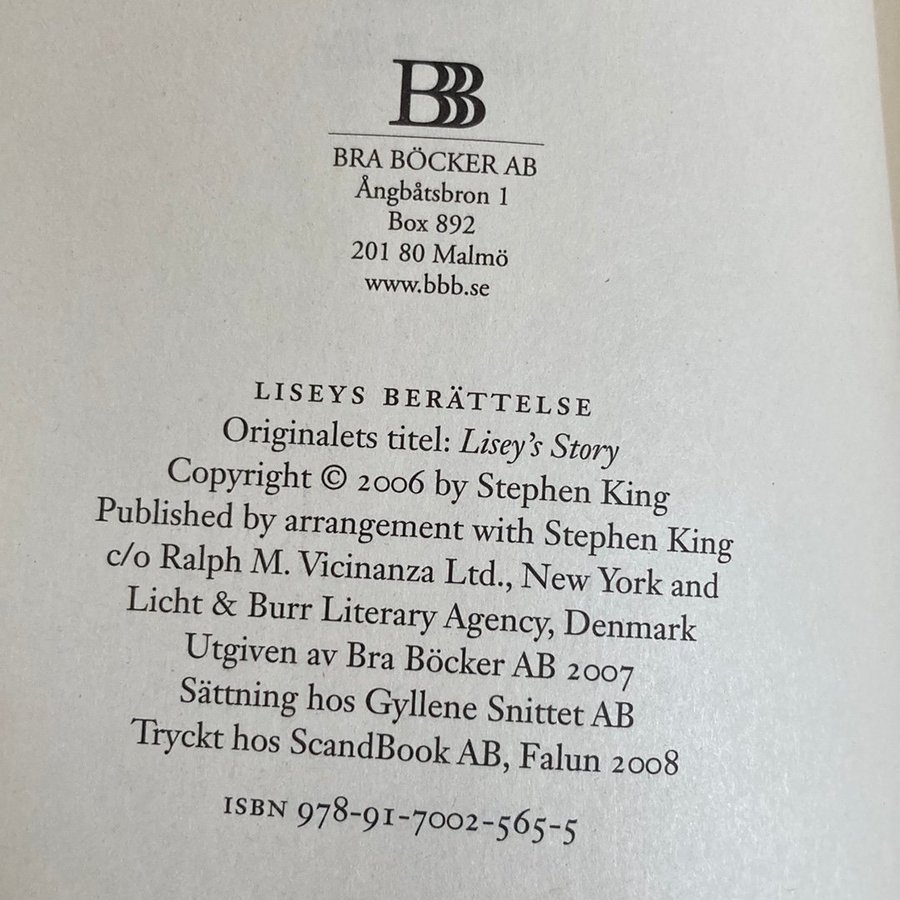 BBB
BRA BÖCKER AB
Ångbåtsbron 1
Box 892
201 80 Malmö
www.bbb.se
LISEYS BERÄTTELSE
Originalets titel: Lisey's Story
Copyright © 2006 by Stephen King
Published by arrangement with Stephen King
c/o Ralph M. Vicinanza Ltd., New York and
Licht & Burr Literary Agency, Denmark
Utgiven av Bra Böcker AB 2007
Sättning hos Gyllene Snittet AB
Tryckt hos ScandBook AB, Falun 2008
ISBN 978-91-7002-565-5